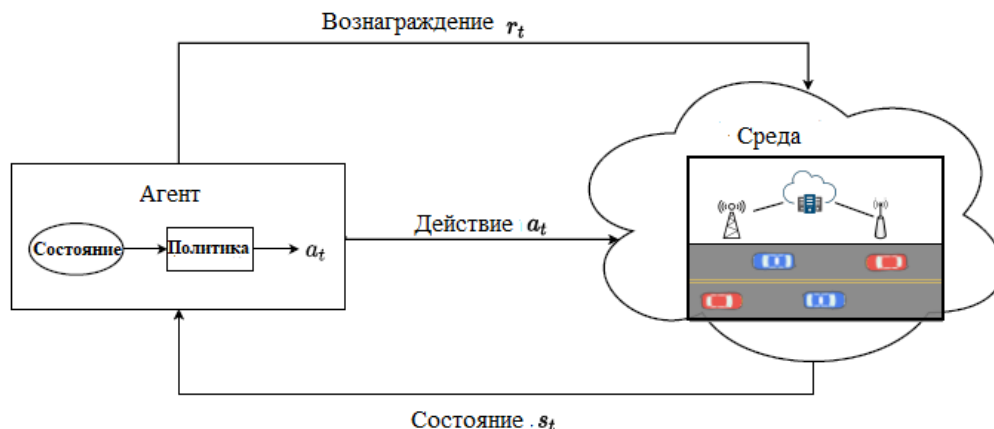 Вознаграждение r_t
Среда
Агент
Состояние
Политика
a_t
Действие a_t
Состояние . s_t